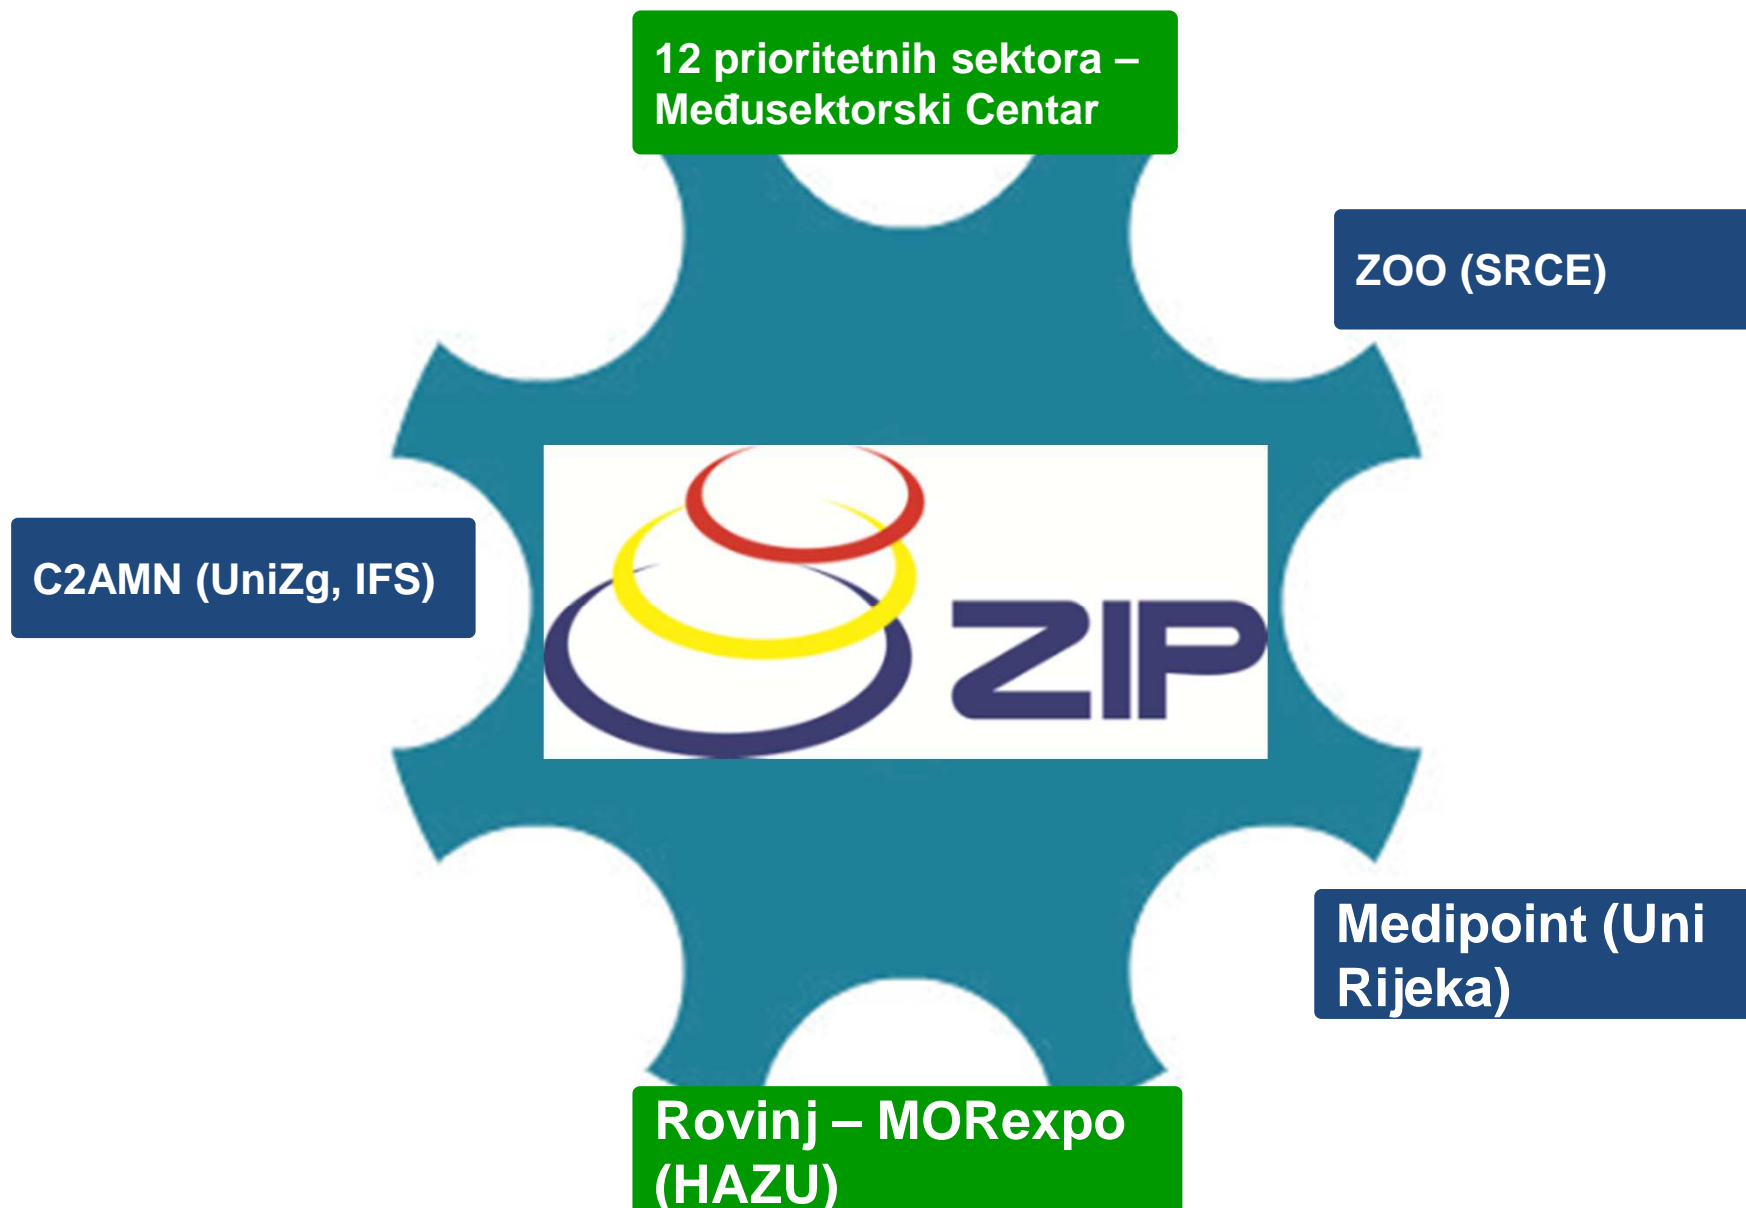 12 prioritetnih sektora –
Međusektorski Centar
ZOO (SRCE)
C2AMN (UniZg, IFS)
ZIP
Medipoint (Uni
Rijeka)
Rovinj – MORexpo
(HAZU)